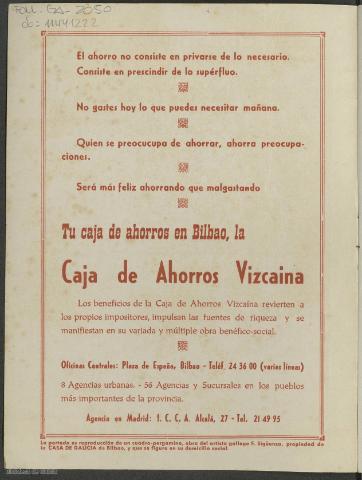 FOLL. GA-2350
cb: 11441222
El ahorro no consiste en privarse de lo necesario.
Consiste en prescindir de lo supérfluo.
No gastes hoy lo que puedes necesitar mañana.
Quien se preocucupa de ahorrar, ahorra preocupa-
ciones.
Será más feliz ahorrando que malgastando
Tu caja de ahorros en Bilbao, la
Caja de Ahorros Vizcaina
Los beneficios de la Caja de Ahorros Vizcaína revierten a
los propios impositores, impulsan las fuentes de riqueza y se
manifiestan en su variada y múltiple obra benéfico-social.
Oficinas Centrales: Plaza de España, Bilbao - Teléf. 24 36 00 (varias líneas)
8 Agencias urbanas. - 56 Agencias y Sucursales en los pueblos
más importantes de la provincia.
Agencia en Madrid: I. C. C. A. Alcalá, 27 - Tel. 21 49 95
La portada es reproducción de un cuadro-pergamino, obra del artista gallego S. Sigüenza, propiedad de
la CASA DE GALICIA de Bilbao, y que se figura en su domicilio social.